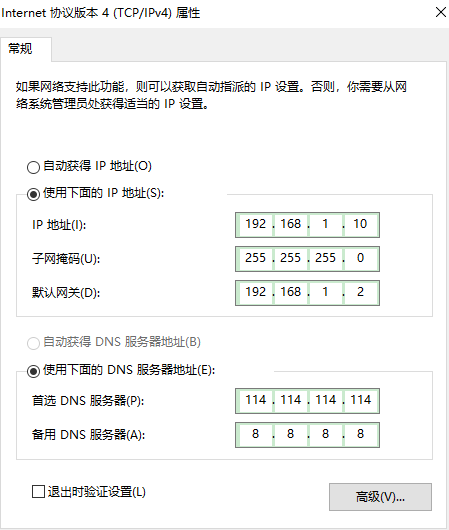 Internet 协议版本 4 (TCP/IPv4) 属性
常规
如果网络支持此功能，则可以获取自动指派的 IP 设置。否则，你需要从网
络系统管理员处获得适当的 IP 设置。
自动获得 IP 地址(O)
使用下面的 IP 地址(S):
IP 地址(I): 192 . 168 . 1 . 10
子网掩码(U): 255 . 255 . 255 . 0
默认网关(D): 192 . 168 . 1 . 2
自动获得 DNS 服务器地址(B)
使用下面的 DNS 服务器地址(E):
首选 DNS 服务器(P): 114 . 114 . 114 . 114
备用 DNS 服务器(A): 8 . 8 . 8 . 8
退出时验证设置(L)
高级(V)...